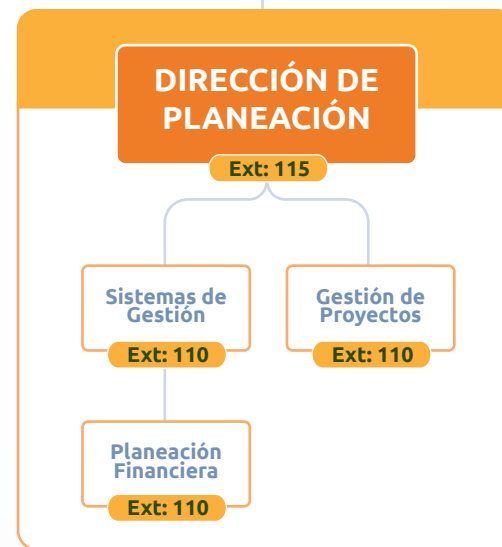 DIRECCIÓN DE
PLANEACIÓN
Ext: 115
Sistemas de
Gestión
Ext: 110
Gestión de
Proyectos
Ext: 110
Planeación
Financiera
Ext: 110